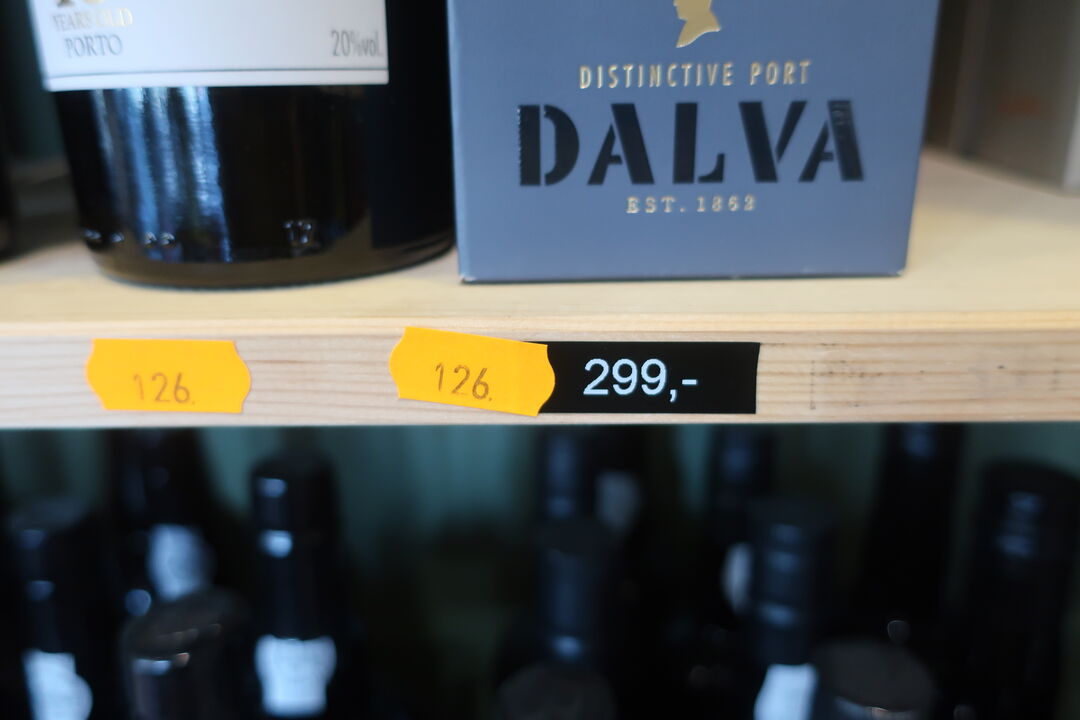 YEARS OLD
PORTO
20%vol.
DISTINCTIVE PORT
DALVA
EST. 1862
126.
126.
299,-